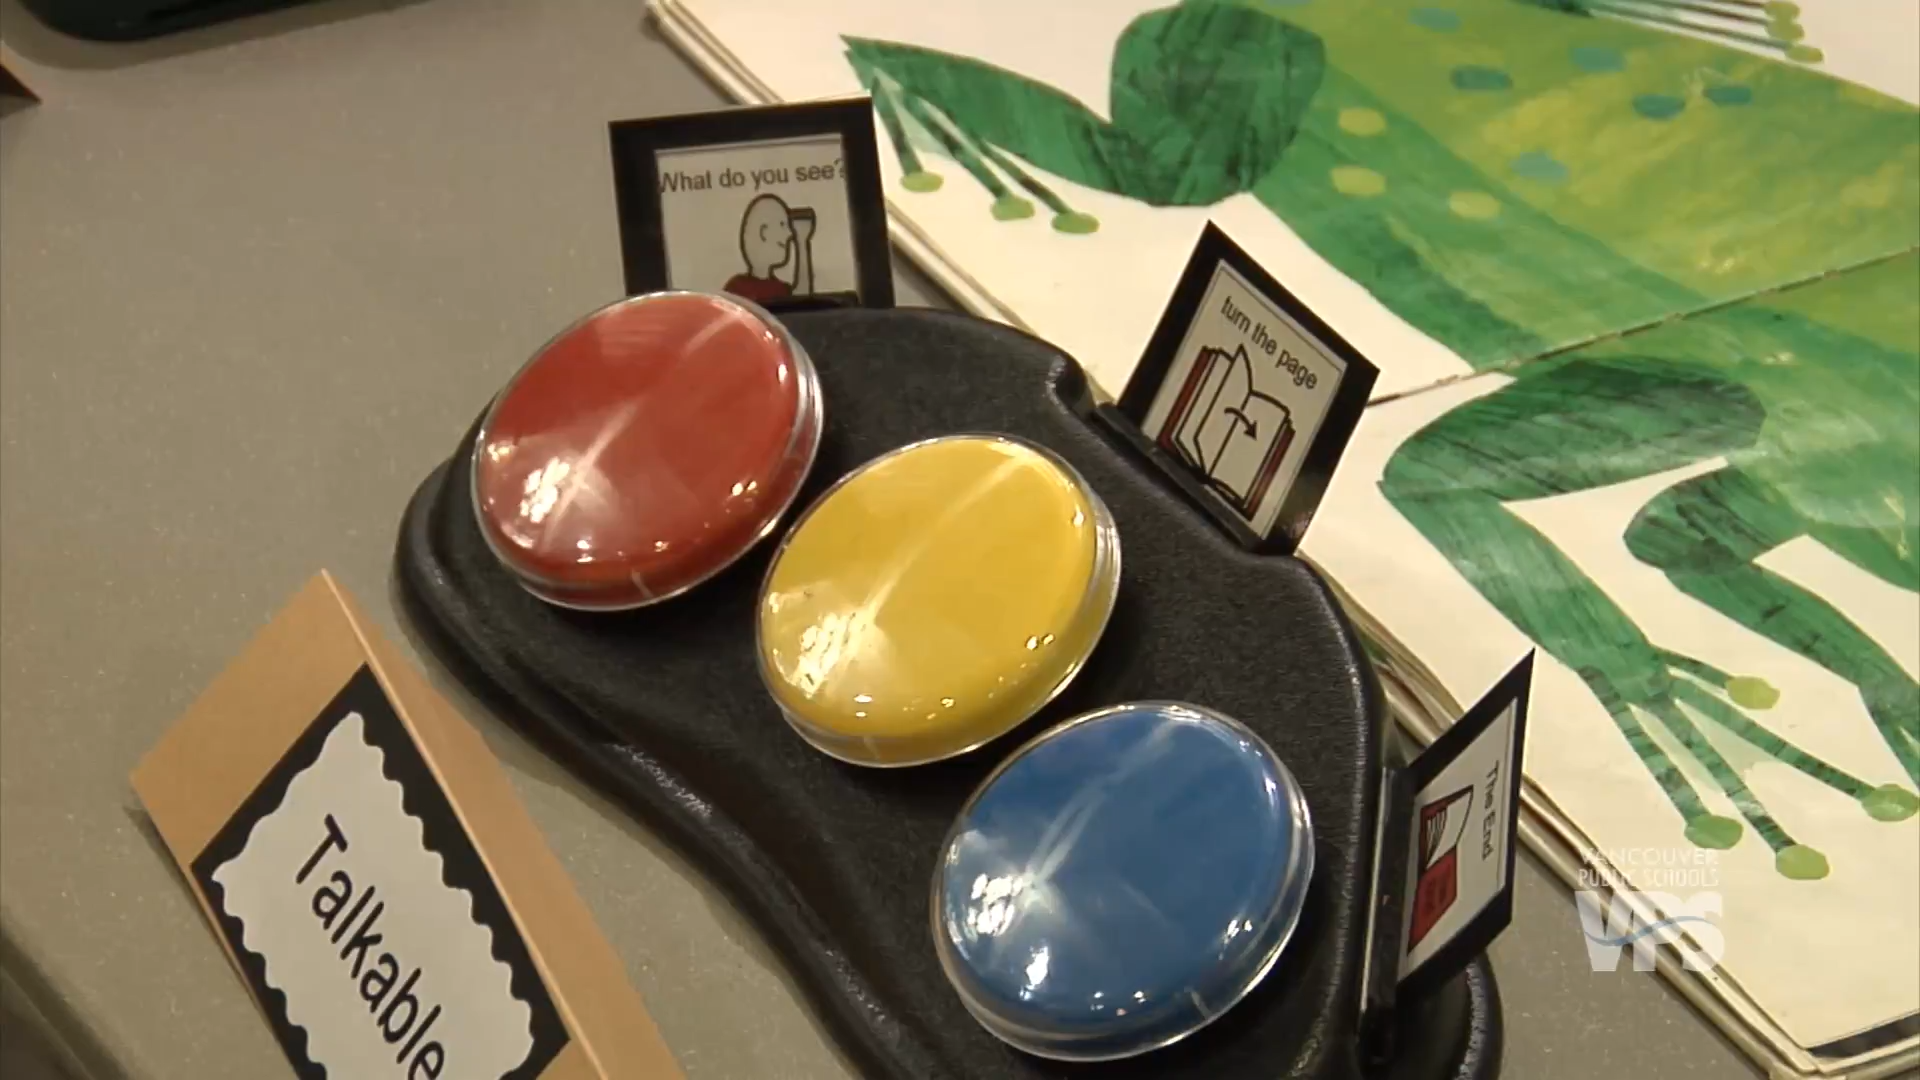 What do you see?
turn the page
The End
Talkable
VANCOUVER
PUBLIC SCHOOLS
VPS